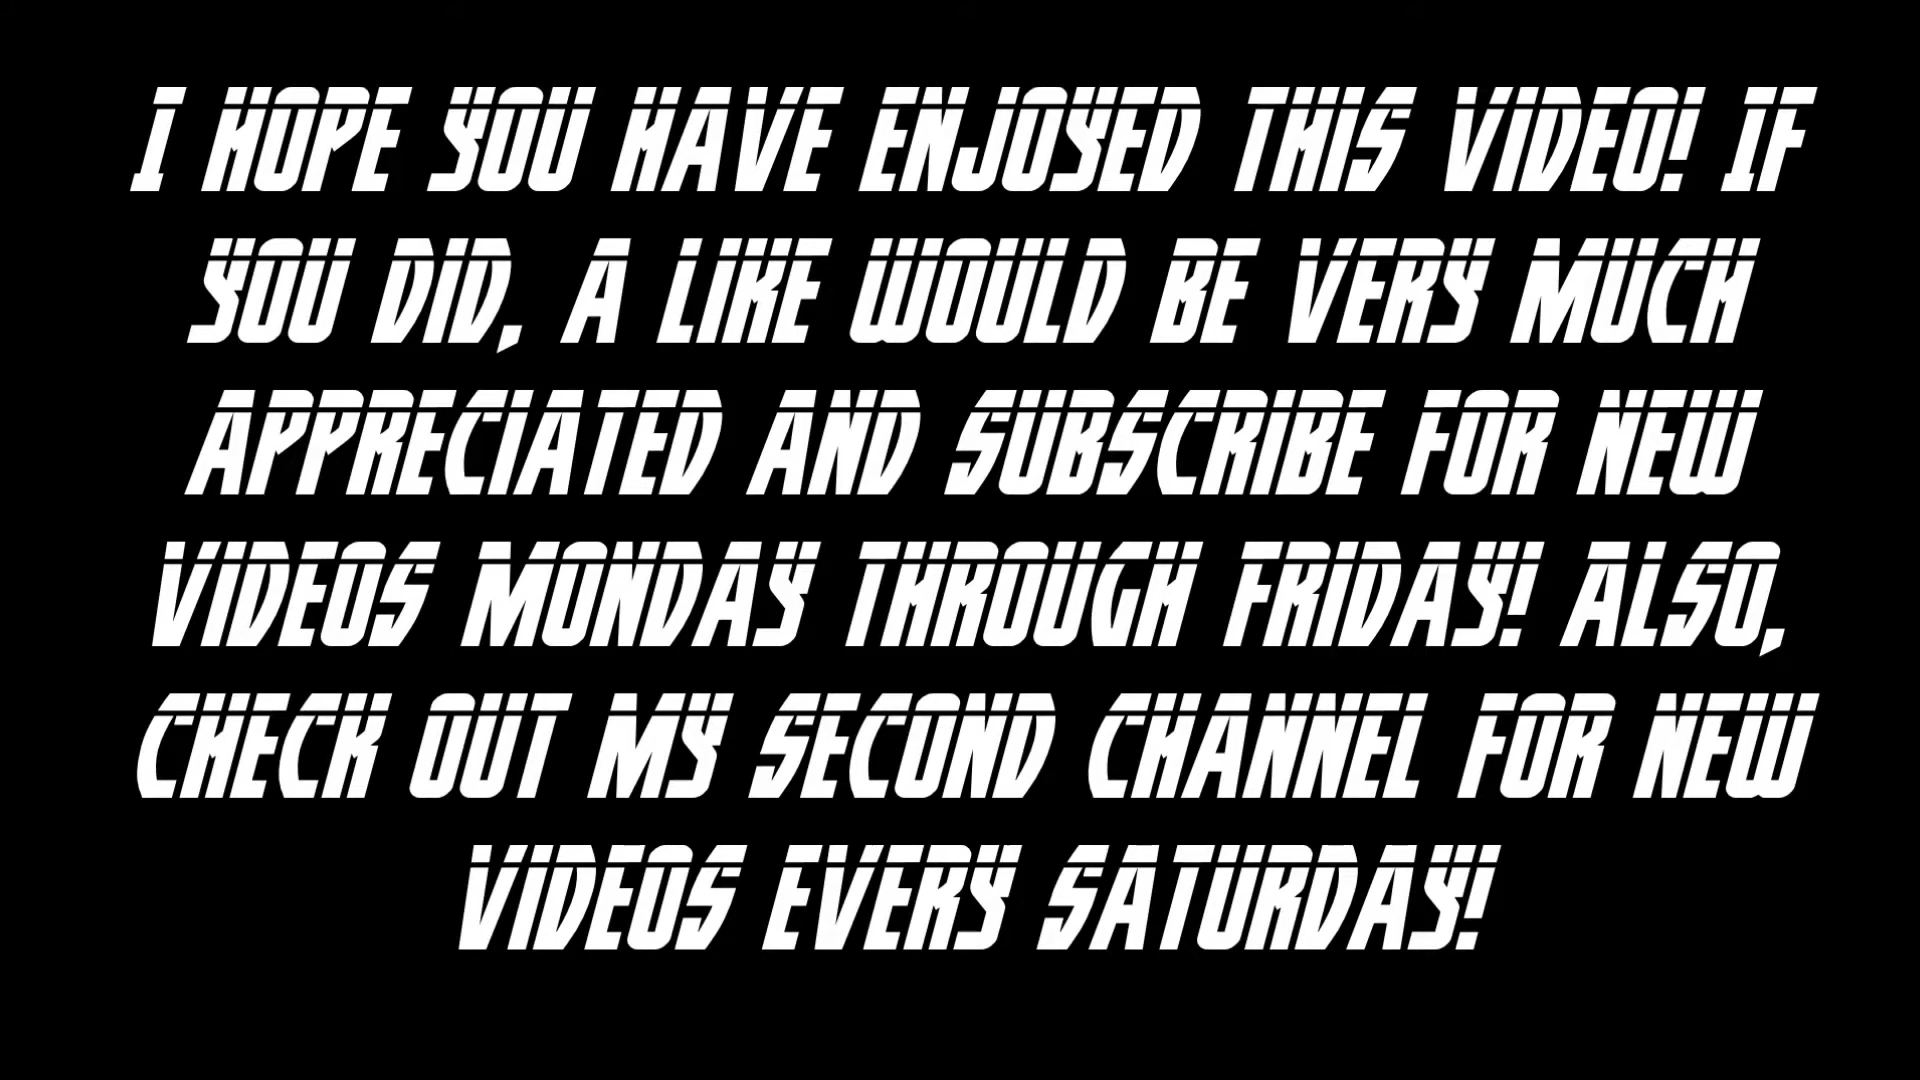 I HOPE YOU HAVE ENJOYED THIS VIDEO! IF
YOU DID, A LIKE WOULD BE VERY MUCH
APPRECIATED AND SUBSCRIBE FOR NEW
VIDEOS MONDAY THROUGH FRIDAY! ALSO,
CHECK OUT MY SECOND CHANNEL FOR NEW
VIDEOS EVERY SATURDAY!